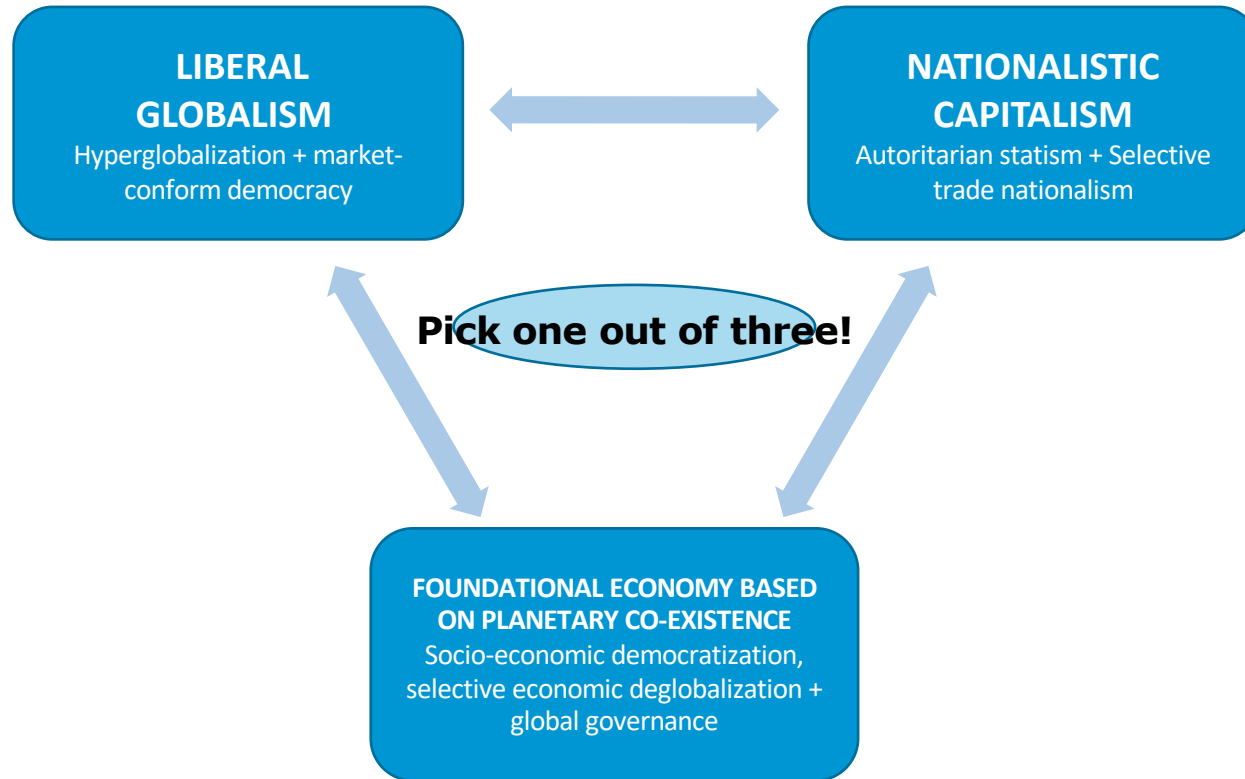 LIBERAL
GLOBALISM
Hyperglobalization + market-
conform democracy
NATIONALISTIC
CAPITALISM
Autoritarian statism + Selective
trade nationalism
Pick one out of three!
FOUNDATIONAL ECONOMY BASED
ON PLANETARY CO-EXISTENCE
Socio-economic democratization,
selective economic deglobalization +
global governance